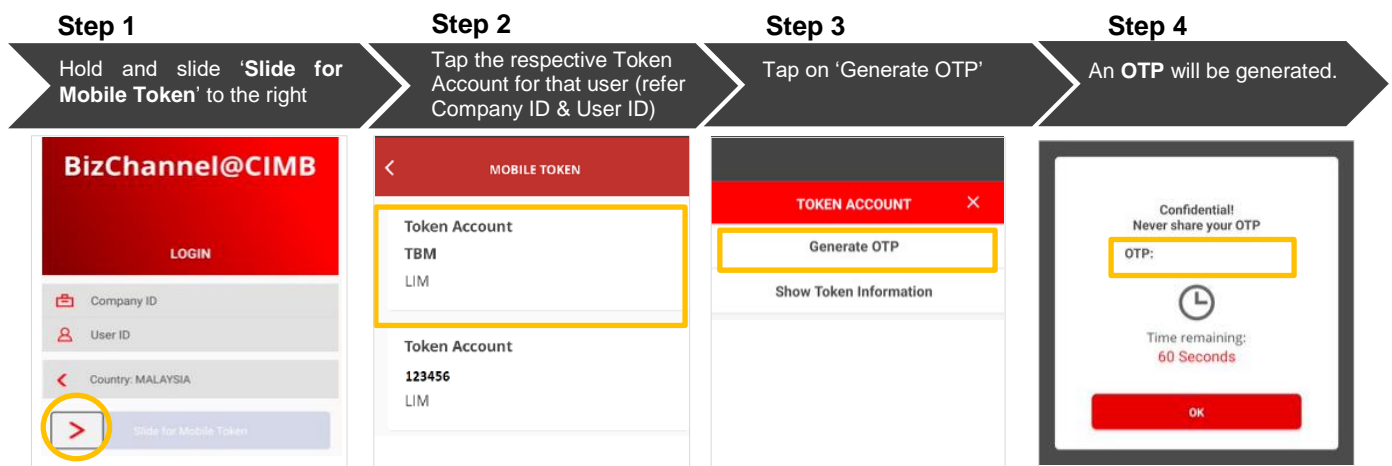 Step 1
Hold and slide ‘Slide for
Mobile Token’ to the right
BizChannel@CIMB
LOGIN
Company ID
User ID
Country: MALAYSIA
Slide for Mobile Token
Step 2
Tap the respective Token
Account for that user (refer
Company ID & User ID)
MOBILE TOKEN
Token Account
TBM
LIM
Token Account
123456
LIM
Step 3
Tap on ‘Generate OTP’
TOKEN ACCOUNT
Generate OTP
Show Token Information
Step 4
An OTP will be generated.
Confidential!
Never share your OTP
OTP:
Time remaining:
60 Seconds
OK